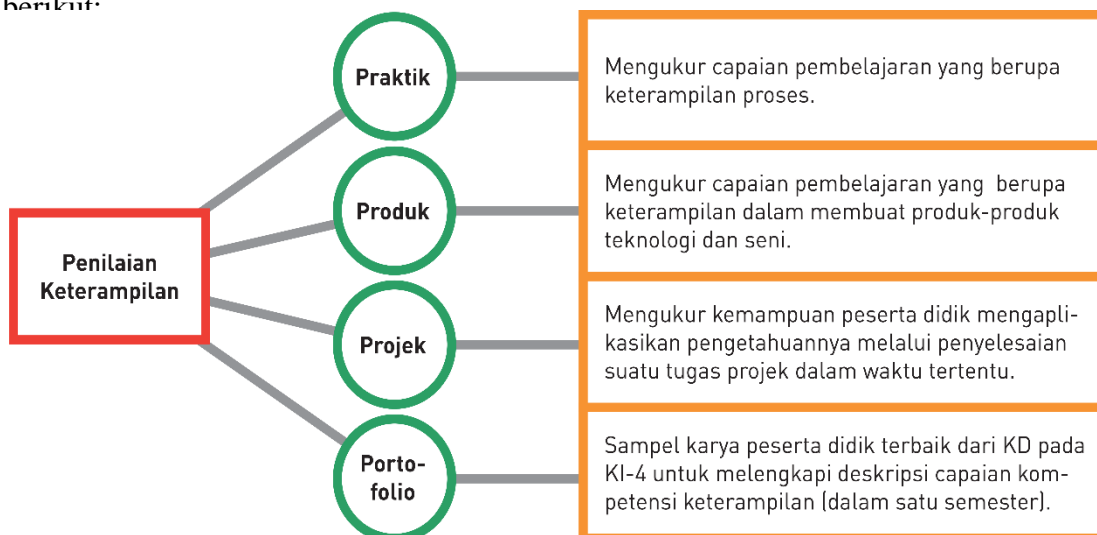 berikut:
Penilaian
Keterampilan
Praktik
Mengukur capaian pembelajaran yang berupa
keterampilan proses.
Produk
Mengukur capaian pembelajaran yang berupa
keterampilan dalam membuat produk-produk
teknologi dan seni.
Projek
Mengukur kemampuan peserta didik mengapli-
kasikan pengetahuannya melalui penyelesaian
suatu tugas projek dalam waktu tertentu.
Porto-
folio
Sampel karya peserta didik terbaik dari KD pada
KI-4 untuk melengkapi deskripsi capaian kom-
petensi keterampilan (dalam satu semester).